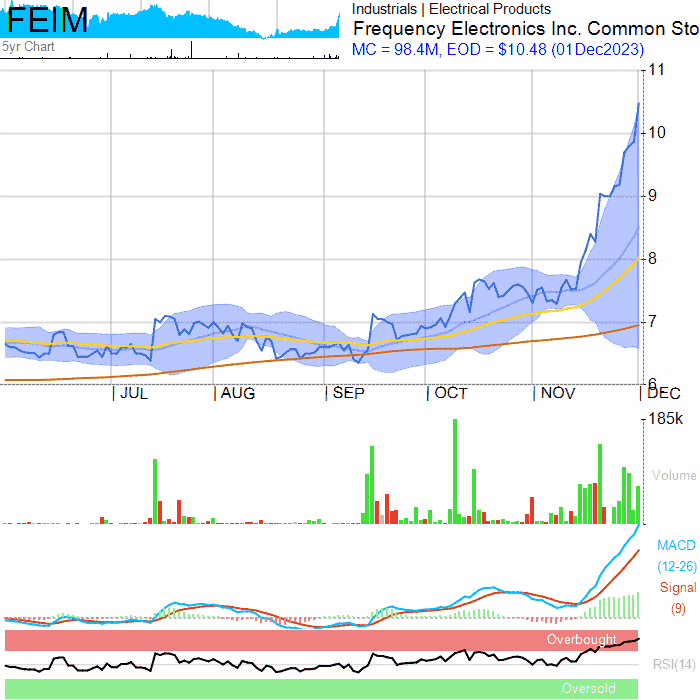 FEIM
5yr Chart
Industrials | Electrical Products
Frequency Electronics Inc. Common Sto
MC = 98.4M, EOD = $10.48 (01Dec2023)
11
10
9
8
7
6
JUL AUG SEP OCT NOV DEC
185k
Volume
MACD
(12-26)
Signal
(9)
Overbought
RSI(14)
Oversold